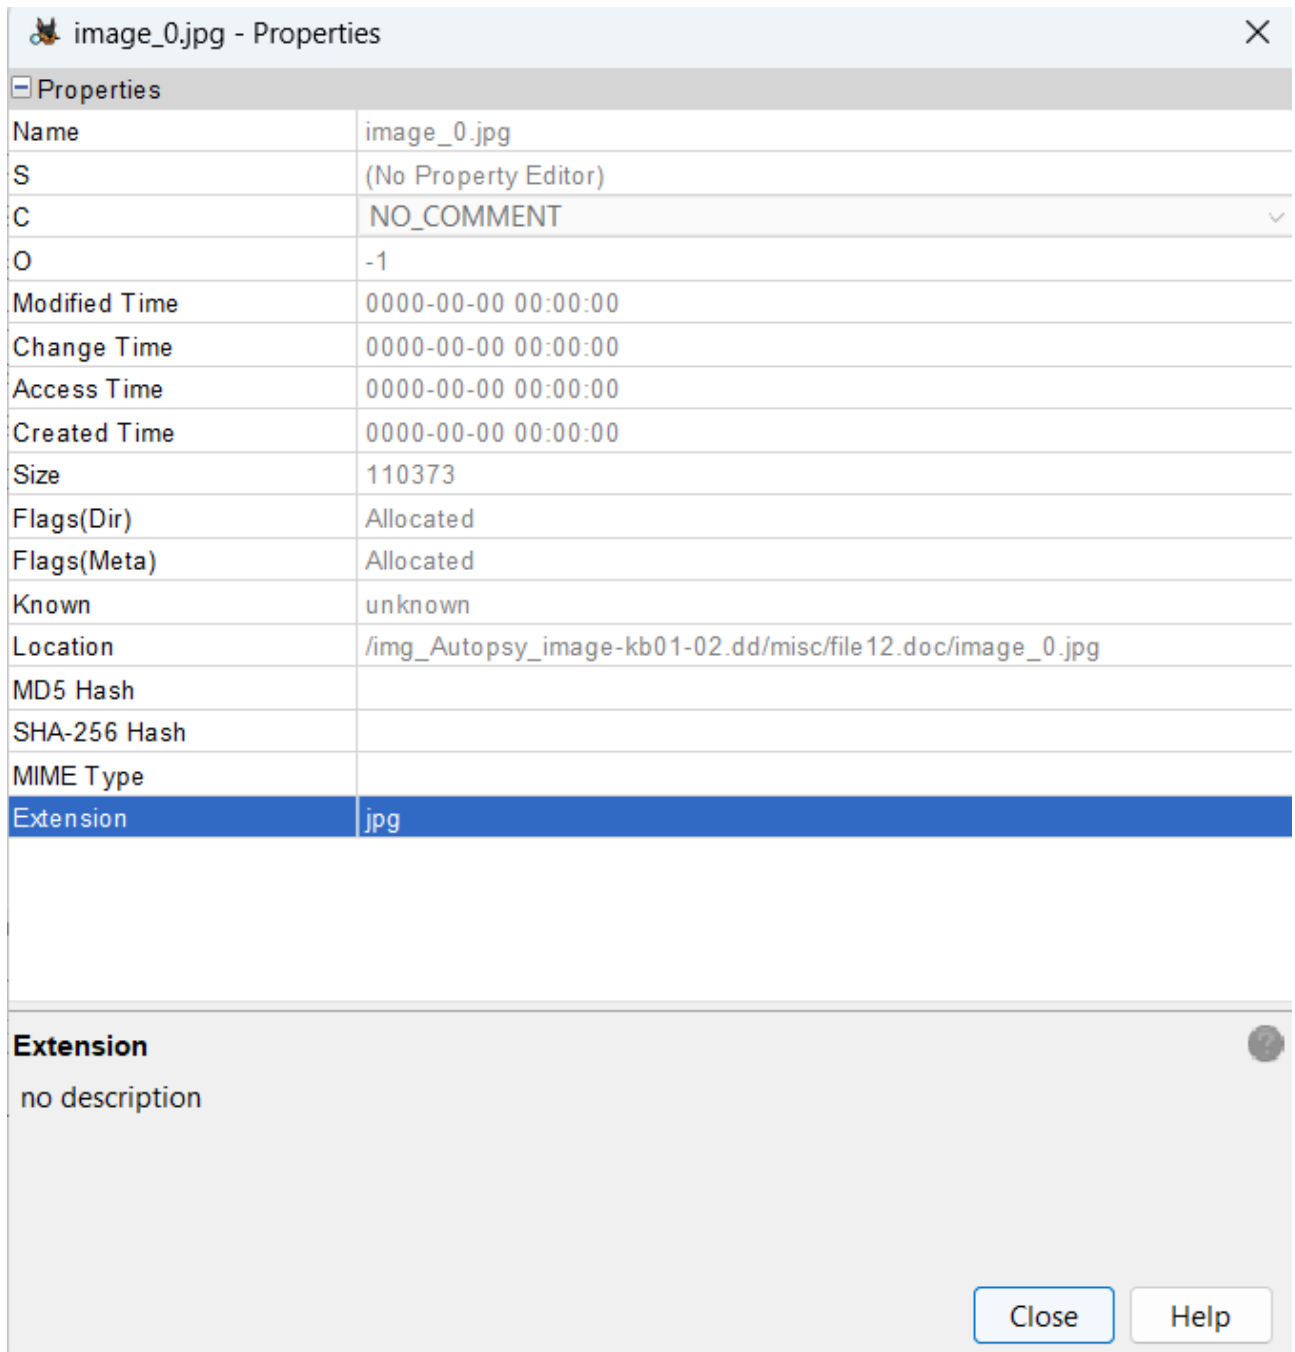 image_0.jpg - Properties
Properties
Name image_0.jpg
S (No Property Editor)
C NO_COMMENT
O -1
Modified Time 0000-00-00 00:00:00
Change Time 0000-00-00 00:00:00
Access Time 0000-00-00 00:00:00
Created Time 0000-00-00 00:00:00
Size 110373
Flags(Dir) Allocated
Flags(Meta) Allocated
Known unknown
Location /img_Autopsy_image-kb01-02.dd/misc/file12.doc/image_0.jpg
MD5 Hash
SHA-256 Hash
MIME Type
Extension jpg
Extension
?
no description
Close Help